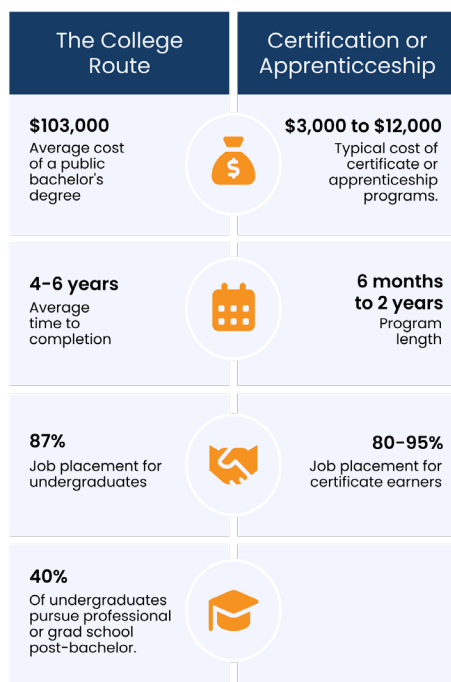 The College
Route
Certification or
Apprenticceship
$103,000
Average cost
of a public
bachelor's
degree
$
$3,000 to $12,000
Typical cost of
certificate or
apprenticeship
programs.
4-6 years
Average
time to
completion
6 months
to 2 years
Program
length
87%
Job placement for
undergraduates
80-95%
Job placement for
certificate earners
40%
Of undergraduates
pursue professional
or grad school
post-bachelor.